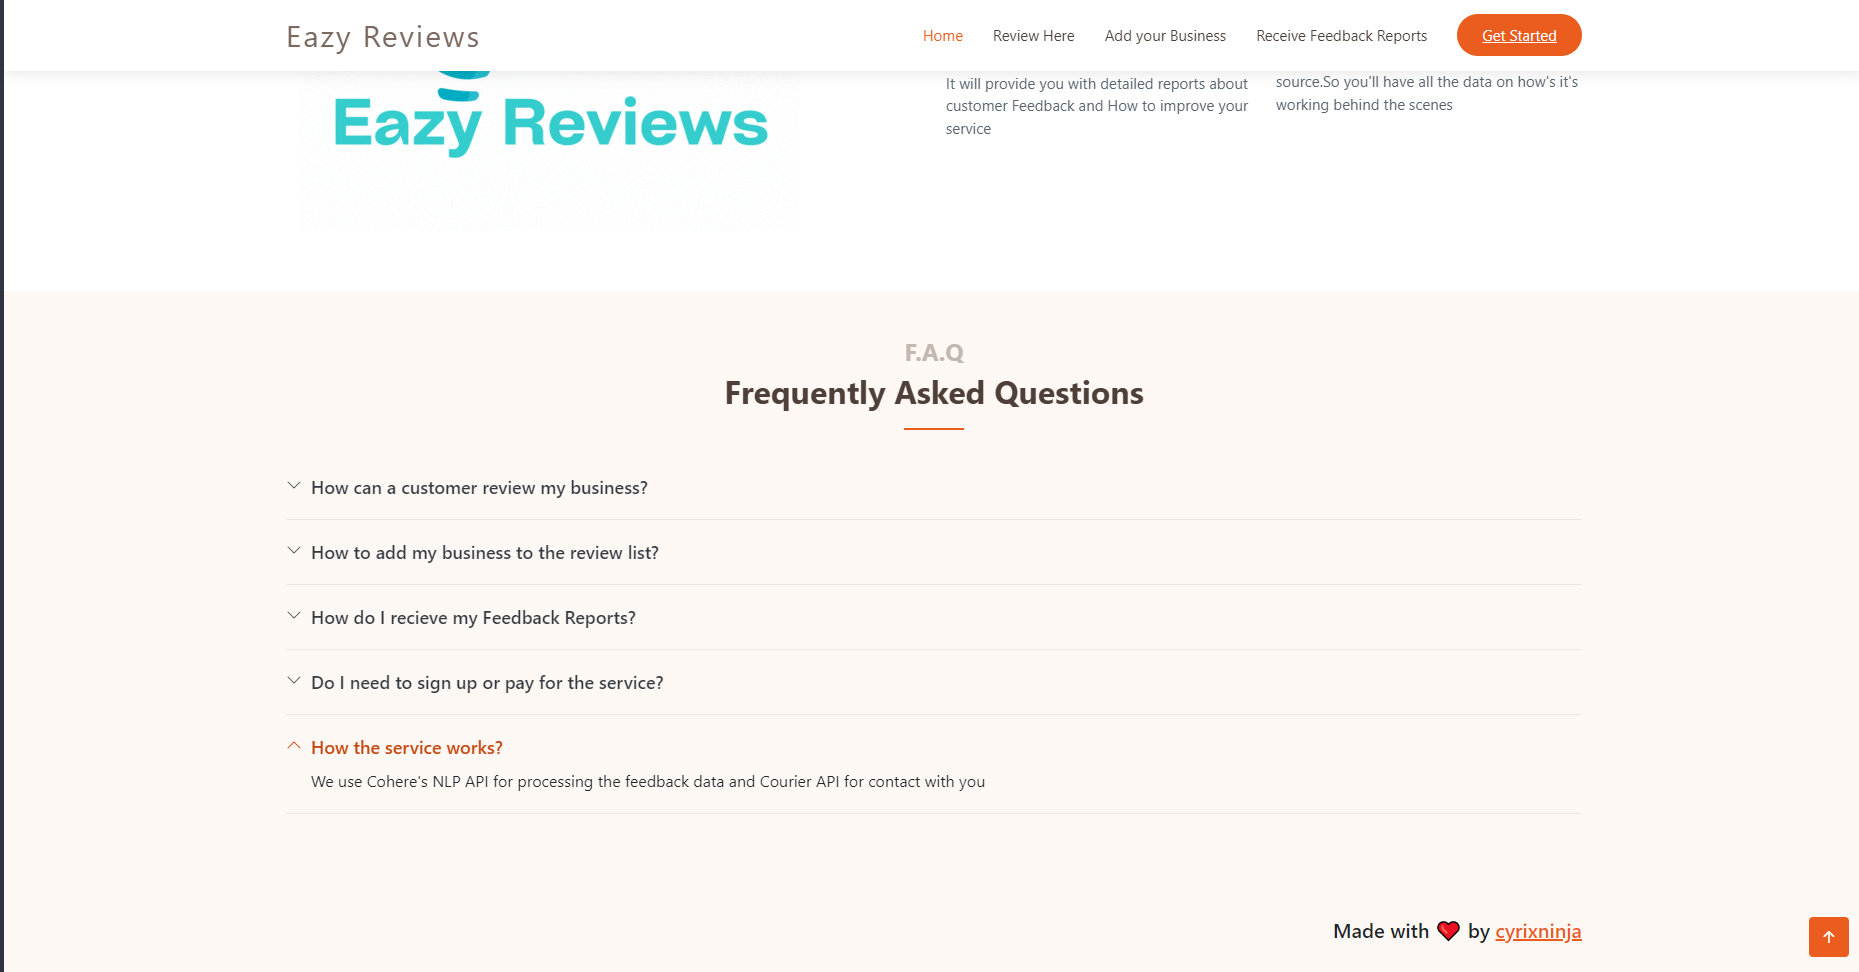 Eazy Reviews
Home
Review Here
Add your Business
Receive Feedback Reports
Get Started
Eazy Reviews
It will provide you with detailed reports about
customer Feedback and How to improve your
service
source.So you'll have all the data on how's it's
working behind the scenes
F.A.Q
Frequently Asked Questions
How can a customer review my business?
How to add my business to the review list?
How do I recieve my Feedback Reports?
Do I need to sign up or pay for the service?
How the service works?
We use Cohere's NLP API for processing the feedback data and Courier API for contact with you
Made with ❤ by cyrixninja